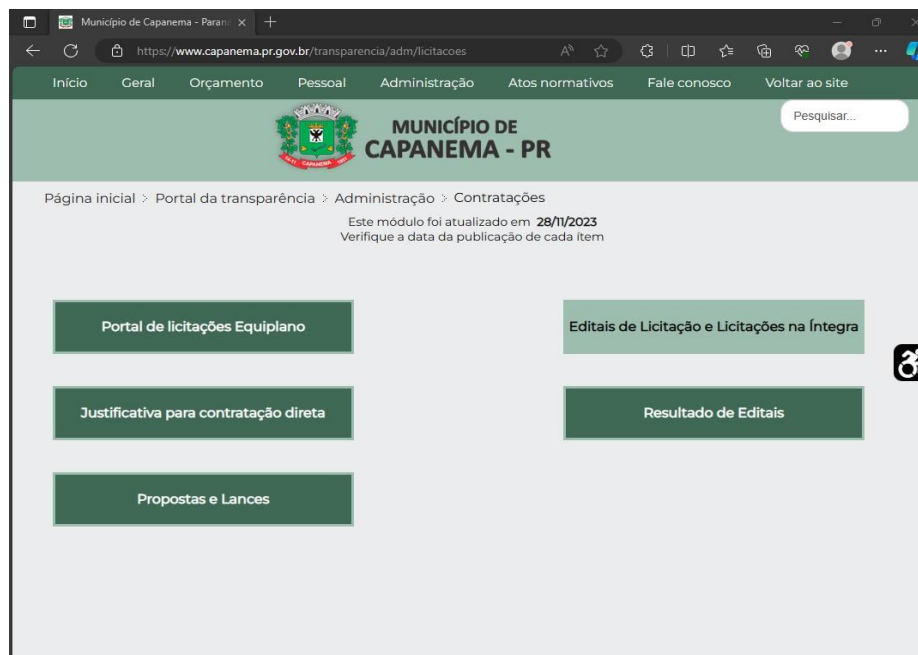 Município de Capanema - Paraná
https://www.capanema.pr.gov.br/transparencia/adm/licitacoes
Início Geral Orçamento Pessoal Administração Atos normativos Fale conosco Voltar ao site
Pesquisar...
MUNICÍPIO DE
CAPANEMA - PR
CAPANEMA
Página inicial > Portal da transparência > Administração > Contratações
Este módulo foi atualizado em 28/11/2023
Verifique a data da publicação de cada ítem
Portal de licitações Equiplano
Editais de Licitação e Licitações na Íntegra
Justificativa para contratação direta
Resultado de Editais
Propostas e Lances